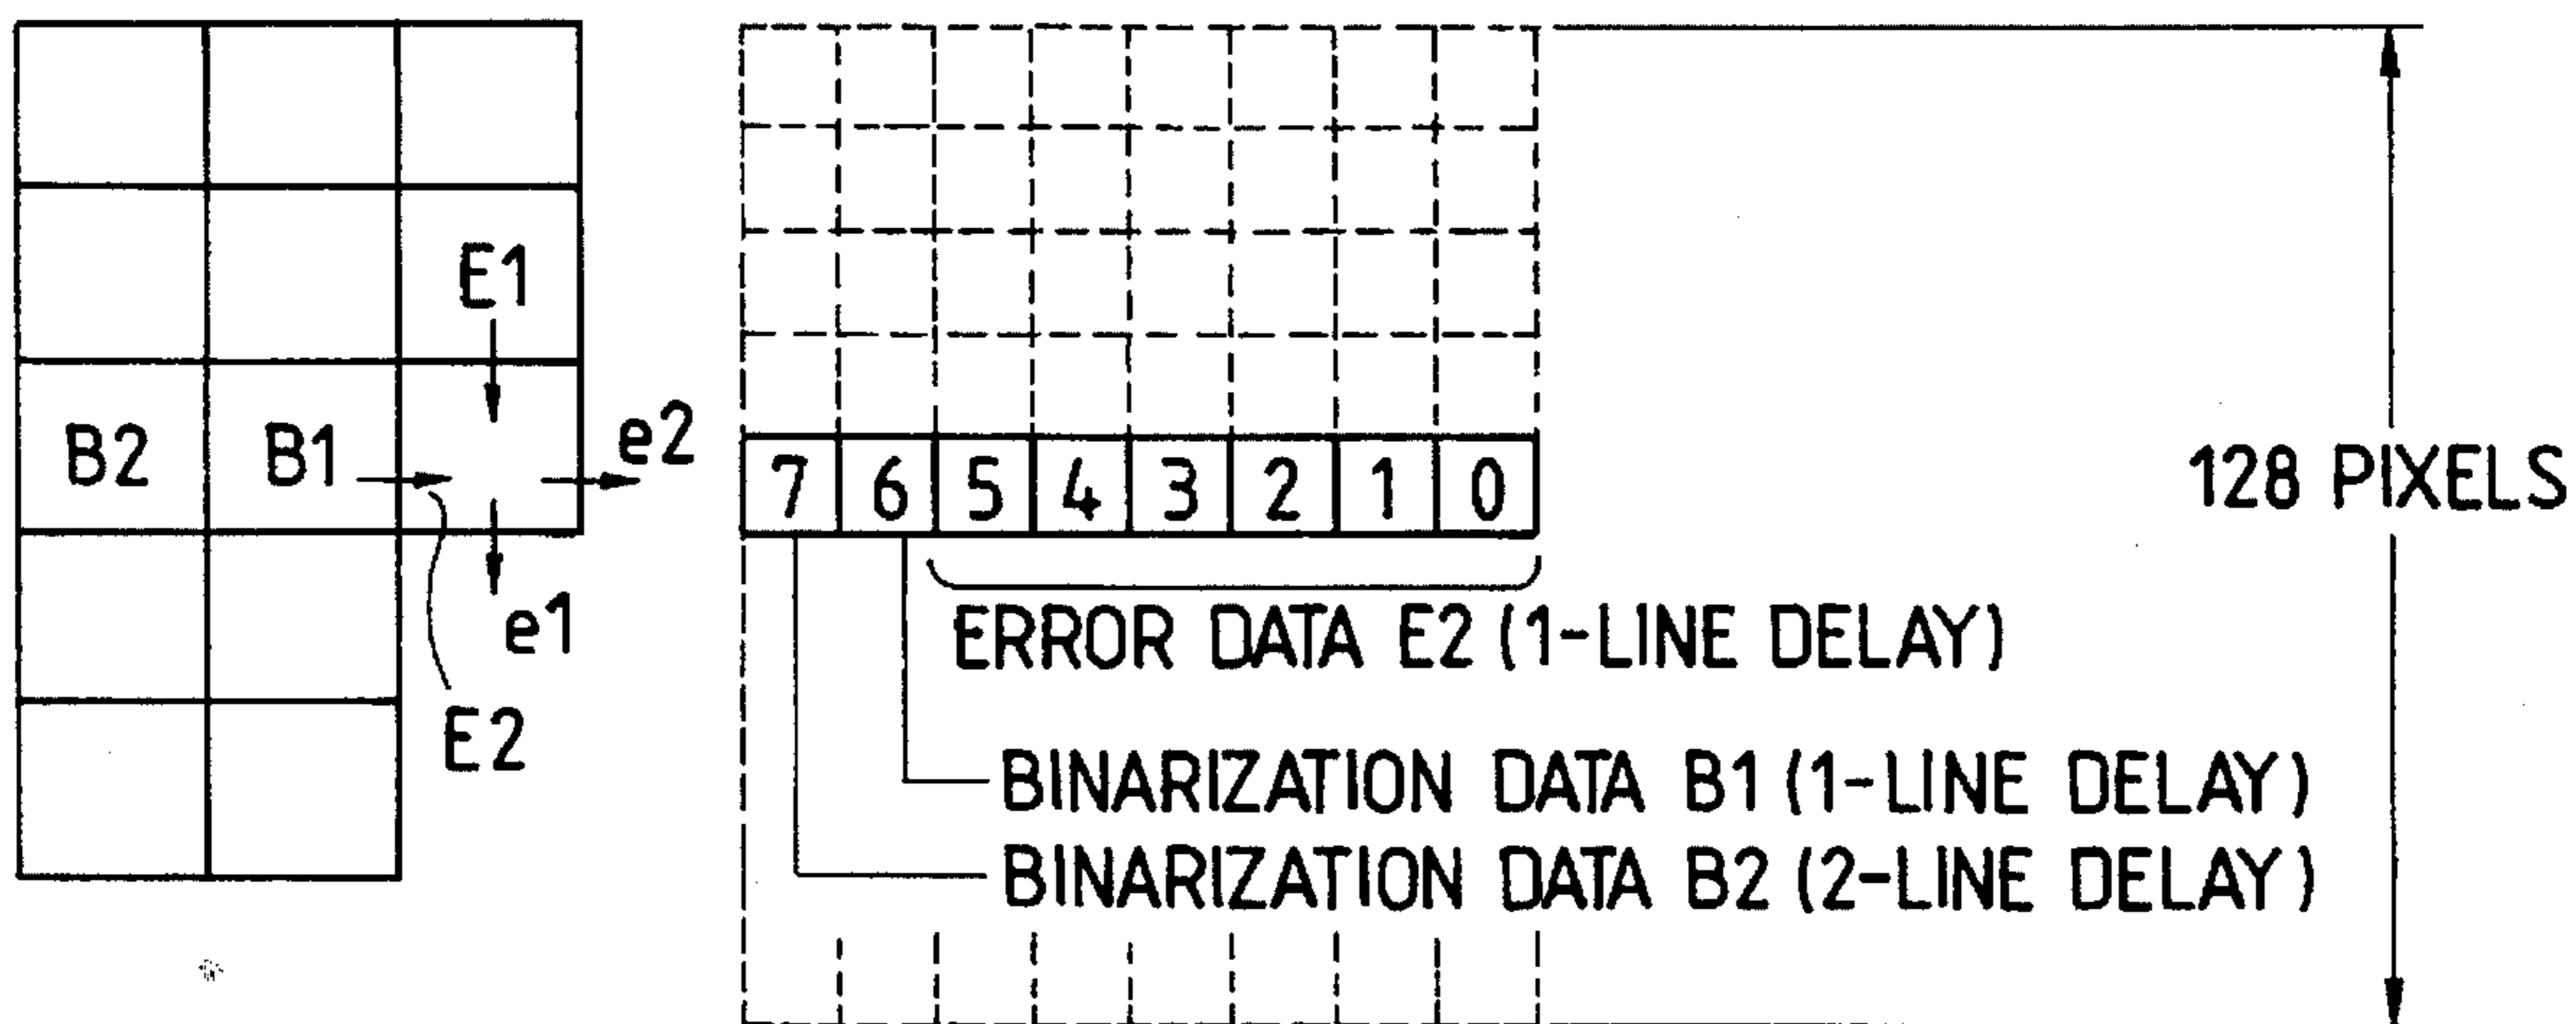 E1
B2 B1 e2
e1
E2
7 6 5 4 3 2 1 0
128 PIXELS
ERROR DATA E2 (1-LINE DELAY)
BINARIZATION DATA B1 (1-LINE DELAY)
BINARIZATION DATA B2 (2-LINE DELAY)